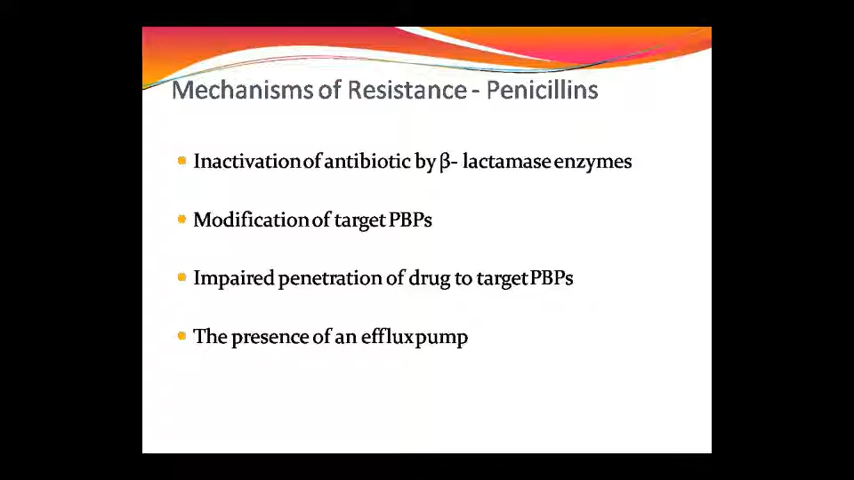 Mechanisms of Resistance - Penicillins
Inactivation of antibiotic by β- lactamase enzymes
Modification of target PBPs
Impaired penetration of drug to target PBPs
The presence of an efflux pump